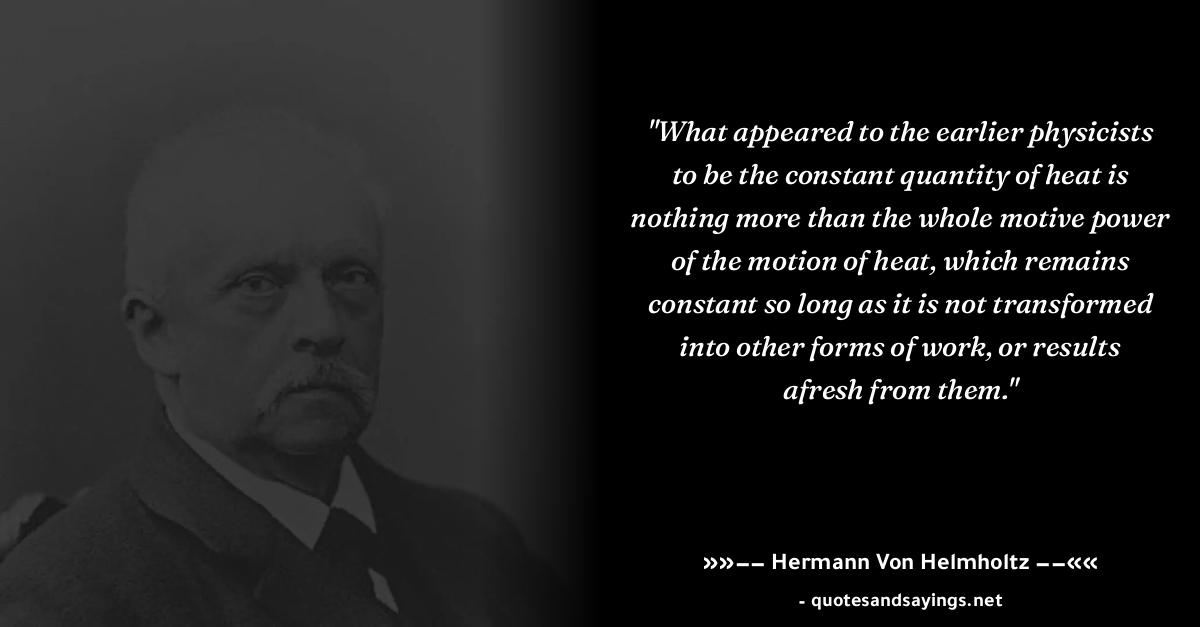 "What appeared to the earlier physicists
to be the constant quantity of heat is
nothing more than the whole motive power
of the motion of heat, which remains
constant so long as it is not transformed
into other forms of work, or results
afresh from them."
»»–– Hermann Von Helmholtz ––««
- quotesandsayings.net